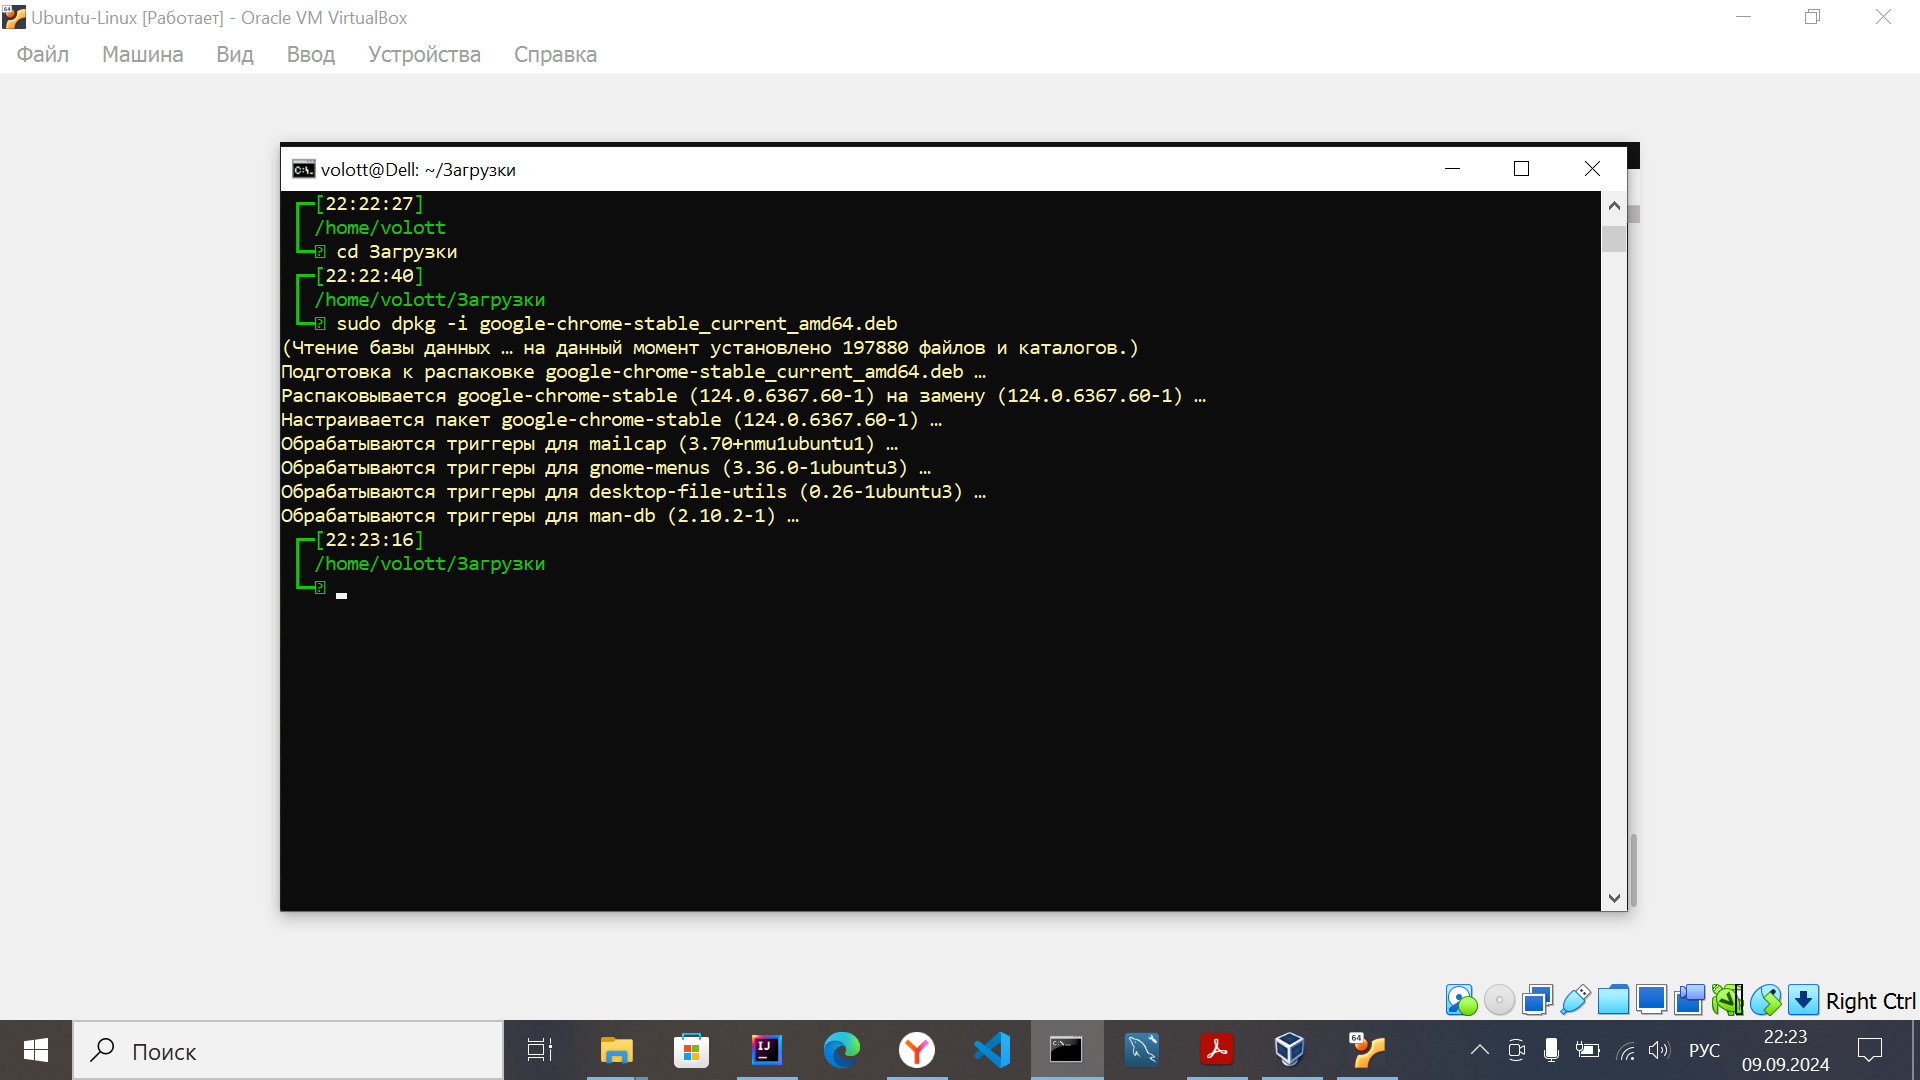 Ubuntu-Linux [Работает] - Oracle VM VirtualBox
Файл Машина Вид Ввод Устройства Справка
volott@Dell: ~/Загрузки
[22:22:27]
/home/volott
cd Загрузки
[22:22:40]
/home/volott/Загрузки
sudo dpkg -i google-chrome-stable_current_amd64.deb
(Чтение базы данных … на данный момент установлено 197880 файлов и каталогов.)
Подготовка к распаковке google-chrome-stable_current_amd64.deb …
Распаковывается google-chrome-stable (124.0.6367.60-1) на замену (124.0.6367.60-1) …
Настраивается пакет google-chrome-stable (124.0.6367.60-1) …
Обрабатываются триггеры для mailcap (3.70+nmu1ubuntu1) …
Обрабатываются триггеры для gnome-menus (3.36.0-1ubuntu3) …
Обрабатываются триггеры для desktop-file-utils (0.26-1ubuntu3) …
Обрабатываются триггеры для man-db (2.10.2-1) …
[22:23:16]
/home/volott/Загрузки
Right Ctrl
Поиск
РУС
22:23
09.09.2024